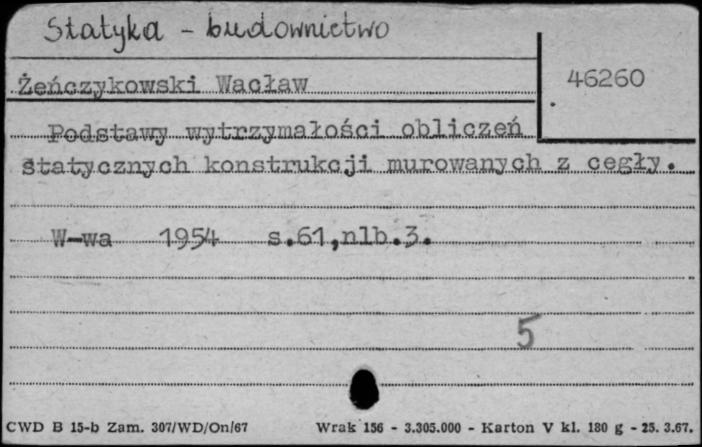 Statyka - budownictwo
Żeńczykowski Wacław
46260
Podstawy wytrzymałości obliczeń
statycznych konstrukcji murowanych z cegły.
W-wa 1954 s.61,nlb.3.
5
CWD B 15-b Zam. 307/WD/On/67 Wrak 156 - 3.305.000 - Karton V kl. 180 g - 25. 3.67.